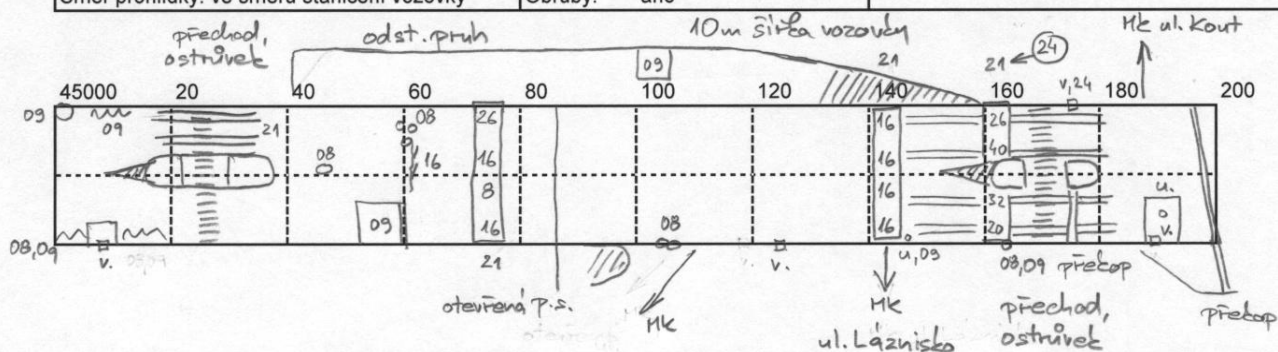 Směr prohlídky: ve směru staničení vozovky Obruby: ano
přechod, ostrůvek
odst. pruh
10 m šířka vozovky
Mk ul. Kout
21 24
09 21 v,24
45000 20 40 60 80 100 120 140 160 180 200
09 09 21 08 26 16 26
08 16 16 16 40
8 16 32 u.
09 16 16 20 v.
08,09 v. 21 08 v. u,09 08,09 překop
otevřená p.s.
Mk
Mk
ul. Láznisko
přechod, ostrůvek
překop